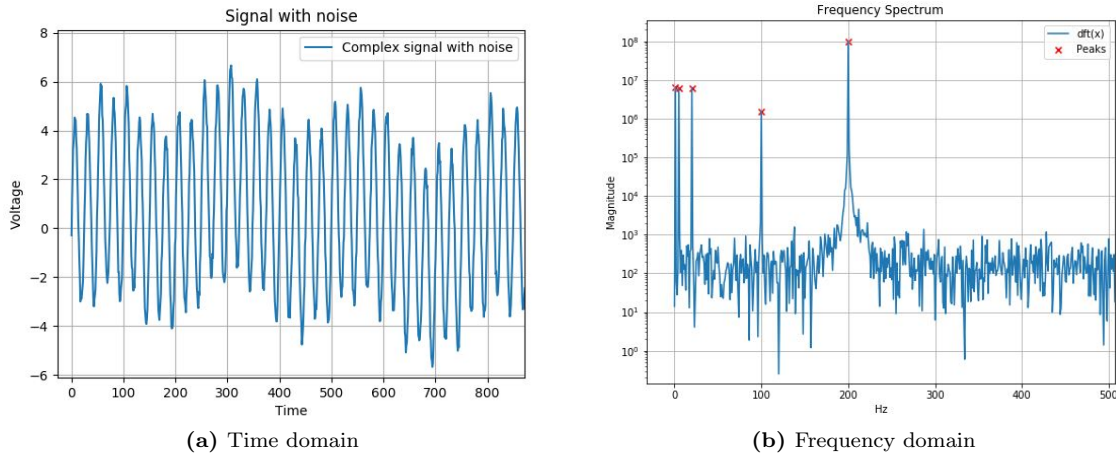 Signal with noise
Complex signal with noise
8
6
4
2
0
−2
−4
−6
Voltage
0 100 200 300 400 500 600 700 800
Time
(a) Time domain
Frequency Spectrum
dft(x)
Peaks
10^8
10^7
10^6
10^5
10^4
10^3
10^2
10^1
10^0
Magnitude
0 100 200 300 400 500
Hz
(b) Frequency domain